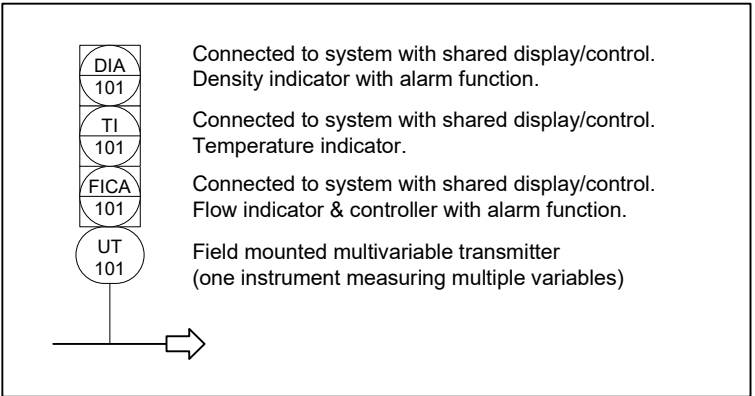 DIA
101
Connected to system with shared display/control.
Density indicator with alarm function.
TI
101
Connected to system with shared display/control.
Temperature indicator.
FICA
101
Connected to system with shared display/control.
Flow indicator & controller with alarm function.
UT
101
Field mounted multivariable transmitter
(one instrument measuring multiple variables)